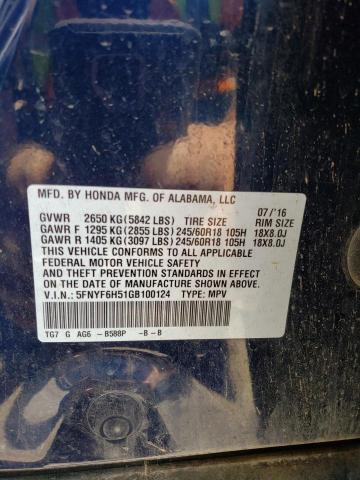 MFD. BY HONDA MFG. OF ALABAMA, LLC
07/'16
GVWR 2650 KG(5842 LBS) TIRE SIZE RIM SIZE
GAWR F 1295 KG(2855 LBS) 245/60R18 105H 18X8.0J
GAWR R 1405 KG(3097 LBS) 245/60R18 105H 18X8.0J
THIS VEHICLE CONFORMS TO ALL APPLICABLE
FEDERAL MOTOR VEHICLE SAFETY STANDARDS IN EFFECT
ON THE DATE OF MANUFACTURE SHOWN ABOVE.
V.I.N.: 5FNYF6H51GB100124 TYPE: MPV
TG7 G AG6 -B588P -B-B